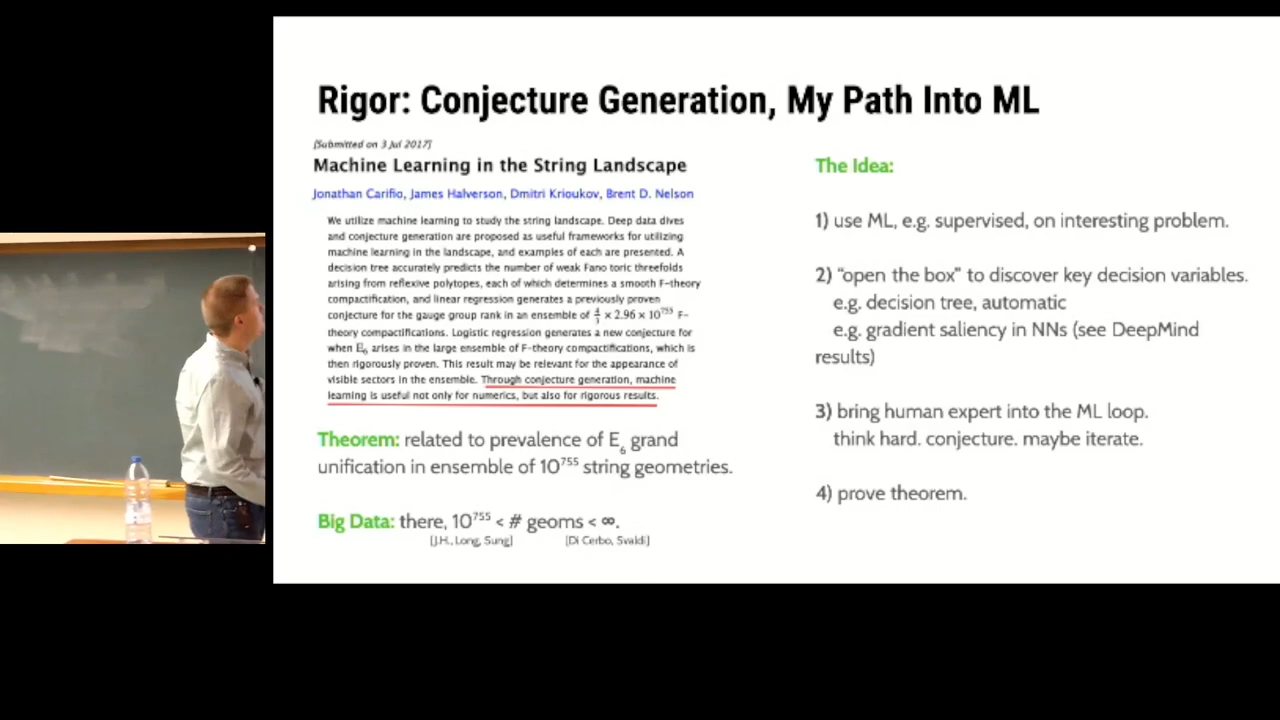 Rigor: Conjecture Generation, My Path Into ML
[Submitted on 3 Jul 2017]
Machine Learning in the String Landscape
Jonathan Carifio, James Halverson, Dmitri Krioukov, Brent D. Nelson
We utilize machine learning to study the string landscape. Deep data dives
and conjecture generation are proposed as useful frameworks for utilizing
machine learning in the landscape, and examples of each are presented. A
decision tree accurately predicts the number of weak Fano toric threefolds
arising from reflexive polytopes, each of which determines a smooth F-theory
compactification, and linear regression generates a previously proven
conjecture for the gauge group rank in an ensemble of 4/3 × 2.96 × 10^755 F-
theory compactifications. Logistic regression generates a new conjecture for
when E_6 arises in the large ensemble of F-theory compactifications, which is
then rigorously proven. This result may be relevant for the appearance of
visible sectors in the ensemble. Through conjecture generation, machine
learning is useful not only for numerics, but also for rigorous results.
Theorem: related to prevalence of E_6 grand
unification in ensemble of 10^755 string geometries.
Big Data: there, 10^755 < # geoms < ∞.
[J.H., Long, Sung] [Di Cerbo, Svaldi]
The Idea:
1) use ML, e.g. supervised, on interesting problem.
2) “open the box” to discover key decision variables.
e.g. decision tree, automatic
e.g. gradient saliency in NNs (see DeepMind
results)
3) bring human expert into the ML loop.
think hard. conjecture. maybe iterate.
4) prove theorem.